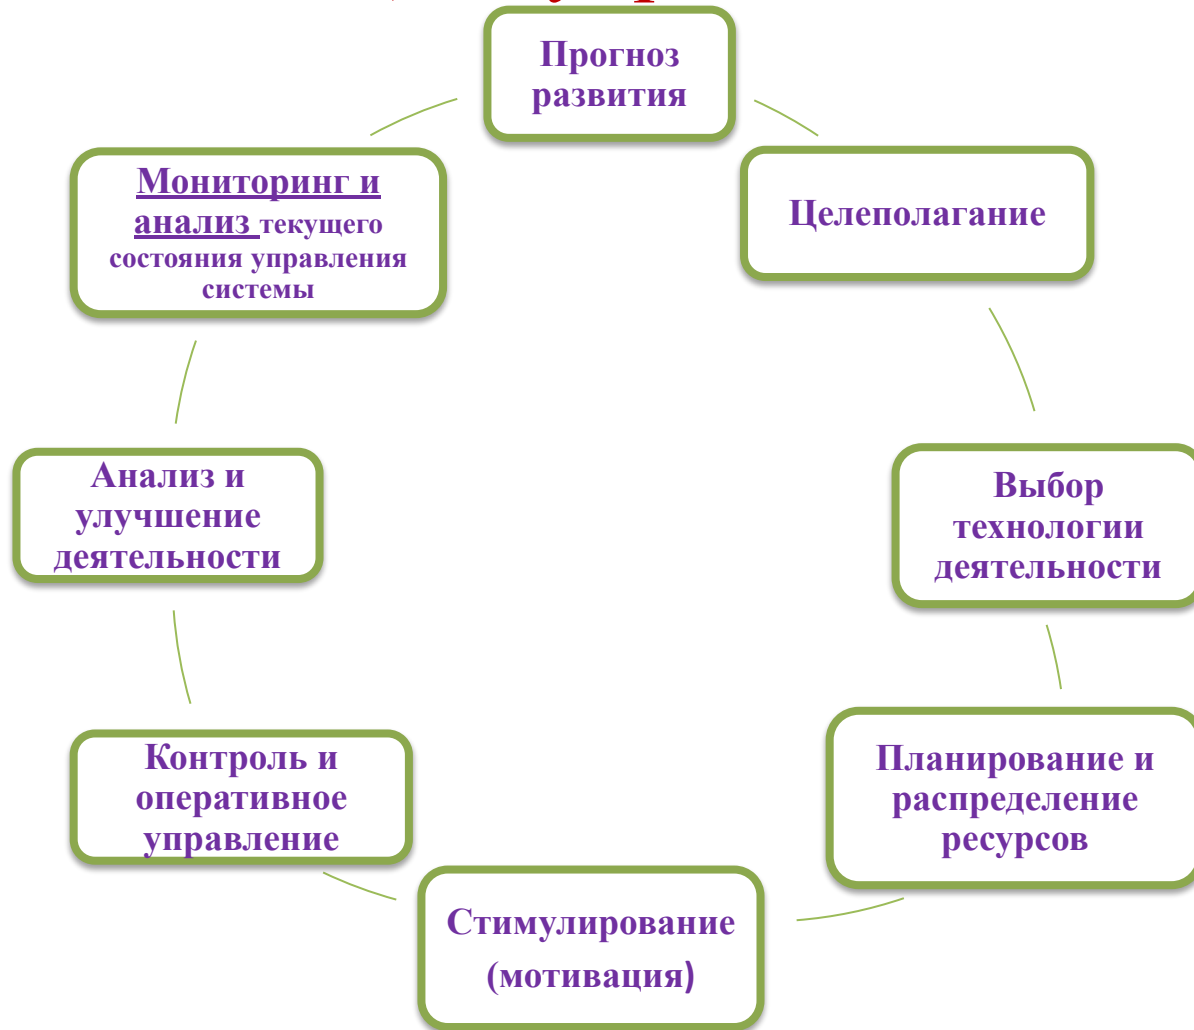 Прогноз
развития
Целеполагание
Выбор
технологии
деятельности
Планирование и
распределение
ресурсов
Стимулирование
(мотивация)
Контроль и
оперативное
управление
Анализ и
улучшение
деятельности
Мониторинг и
анализ текущего
состояния управления
системы